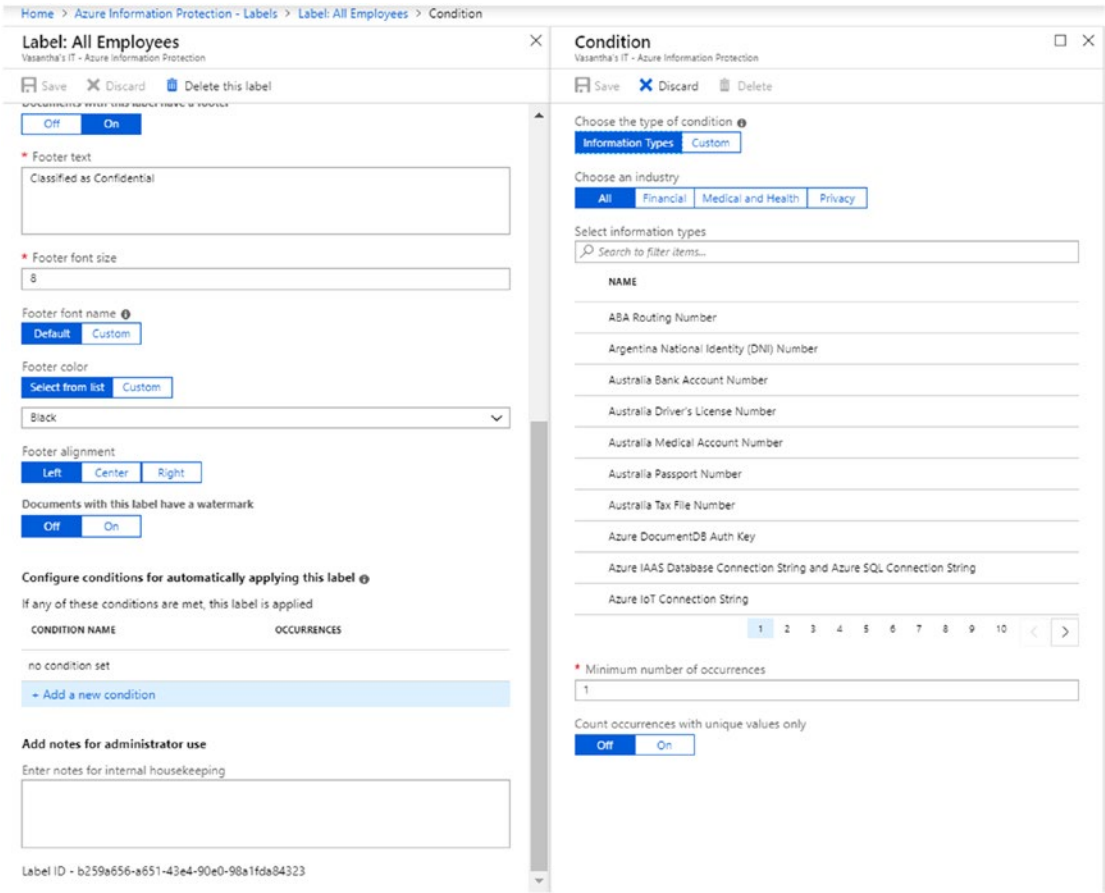 Home > Azure Information Protection - Labels > Label: All Employees > Condition
Label: All Employees
Vasantha's IT - Azure Information Protection
Save Discard Delete this label
Documents with this label have a footer
Off On
* Footer text
Classified as Confidential
* Footer font size
8
Footer font name
Default Custom
Footer color
Select from list Custom
Black
Footer alignment
Left Center Right
Documents with this label have a watermark
Off On
Configure conditions for automatically applying this label
If any of these conditions are met, this label is applied
CONDITION NAME OCCURRENCES
no condition set
+ Add a new condition
Add notes for administrator use
Enter notes for internal housekeeping
Label ID - b259a656-a651-43e4-90e0-98a1fda84323
Condition
Vasantha's IT - Azure Information Protection
Save Discard Delete
Choose the type of condition
Information Types Custom
Choose an industry
All Financial Medical and Health Privacy
Select information types
Search to filter items...
NAME
ABA Routing Number
Argentina National Identity (DNI) Number
Australia Bank Account Number
Australia Driver's License Number
Australia Medical Account Number
Australia Passport Number
Australia Tax File Number
Azure DocumentDB Auth Key
Azure IAAS Database Connection String and Azure SQL Connection String
Azure IoT Connection String
1 2 3 4 5 6 7 8 9 10 < >
* Minimum number of occurrences
1
Count occurrences with unique values only
Off On